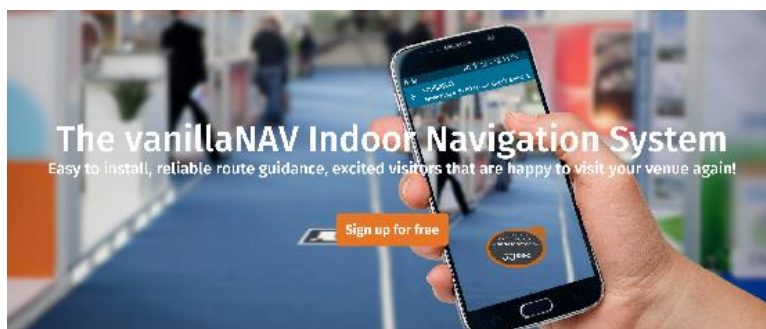 The vanillaNAV Indoor Navigation System
Easy to install, reliable route guidance, excited visitors that are happy to visit your venue again!
Sign up for free